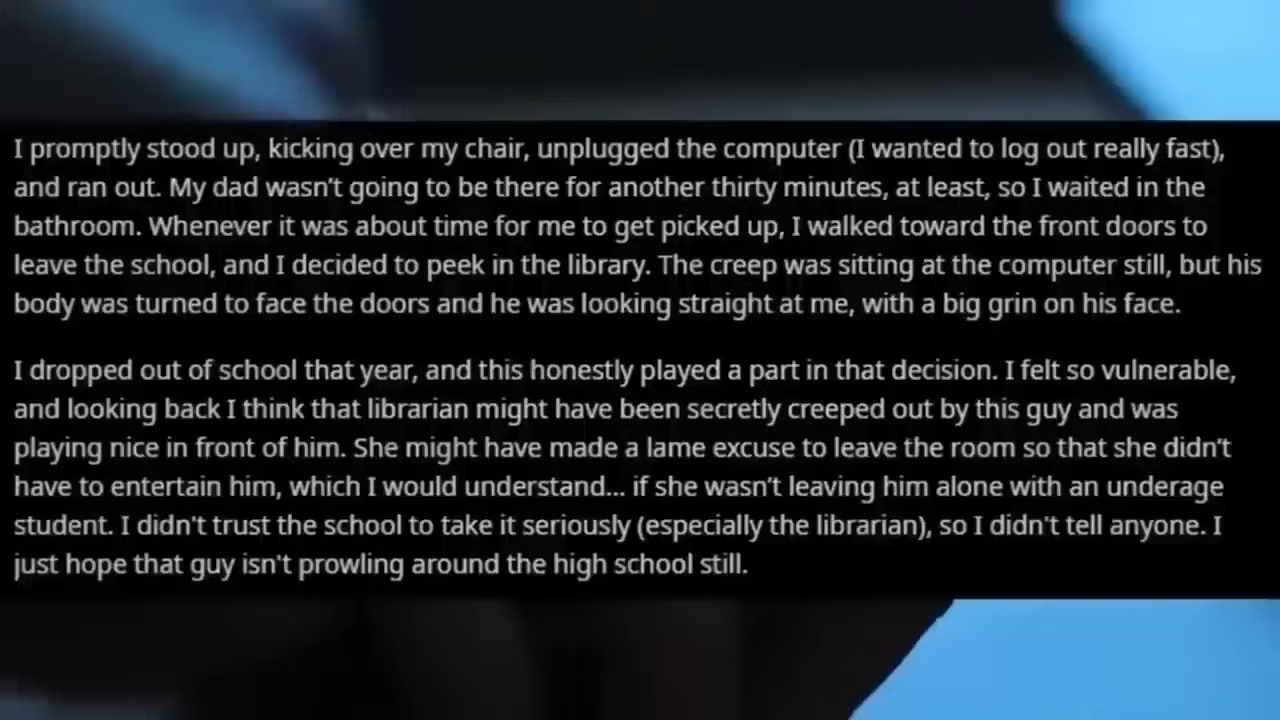 I promptly stood up, kicking over my chair, unplugged the computer (I wanted to log out really fast),
and ran out. My dad wasn’t going to be there for another thirty minutes, at least, so I waited in the
bathroom. Whenever it was about time for me to get picked up, I walked toward the front doors to
leave the school, and I decided to peek in the library. The creep was sitting at the computer still, but his
body was turned to face the doors and he was looking straight at me, with a big grin on his face.
I dropped out of school that year, and this honestly played a part in that decision. I felt so vulnerable,
and looking back I think that librarian might have been secretly creeped out by this guy and was
playing nice in front of him. She might have made a lame excuse to leave the room so that she didn’t
have to entertain him, which I would understand... if she wasn’t leaving him alone with an underage
student. I didn't trust the school to take it seriously (especially the librarian), so I didn't tell anyone. I
just hope that guy isn't prowling around the high school still.